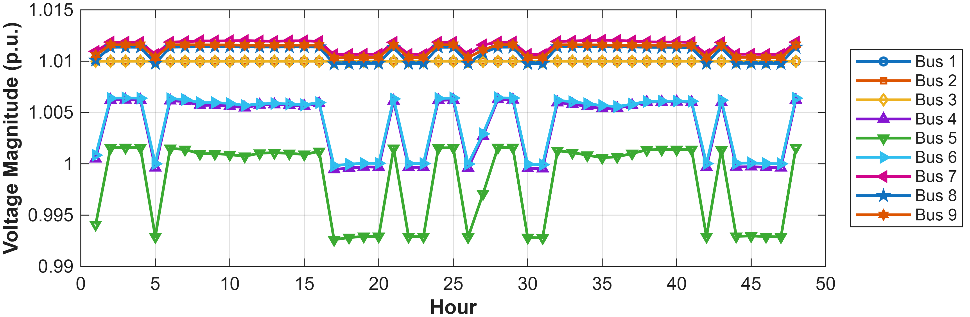 Voltage Magnitude (p.u.)
1.015
1.01
1.005
1
0.995
0.99
0 5 10 15 20 25 30 35 40 45 50
Hour
Bus 1
Bus 2
Bus 3
Bus 4
Bus 5
Bus 6
Bus 7
Bus 8
Bus 9